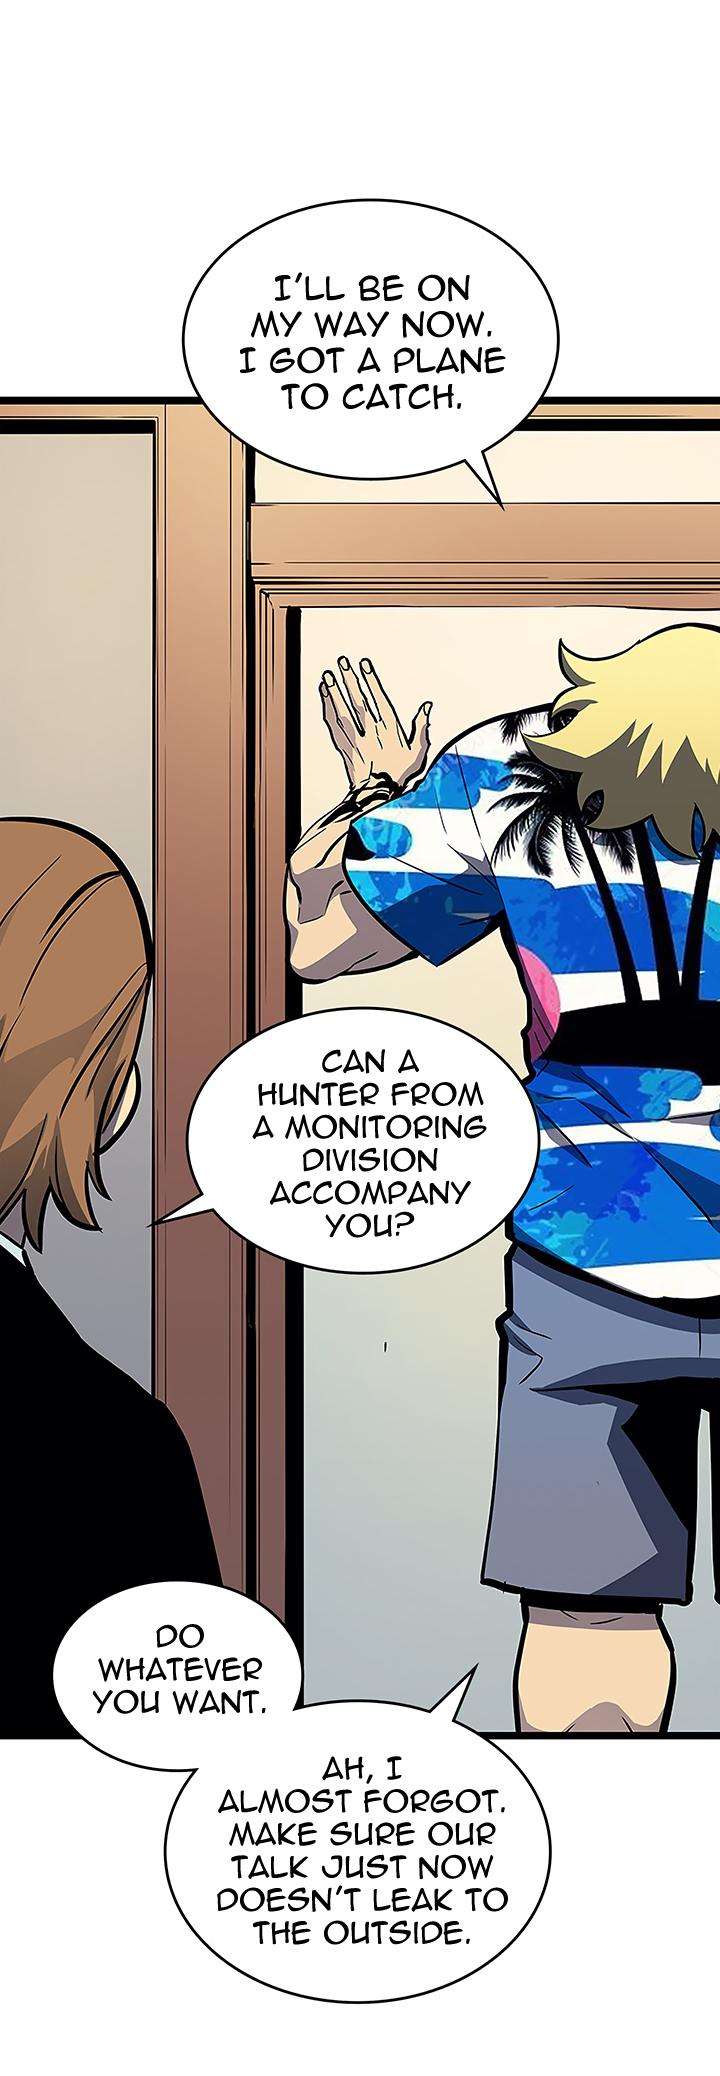 I'LL BE ON
MY WAY NOW.
I GOT A PLANE
TO CATCH.
CAN A
HUNTER FROM
A MONITORING
DIVISION
ACCOMPANY
YOU?
DO
WHATEVER
YOU WANT.
AH, I
ALMOST FORGOT.
MAKE SURE OUR
TALK JUST NOW
DOESN'T LEAK TO
THE OUTSIDE.